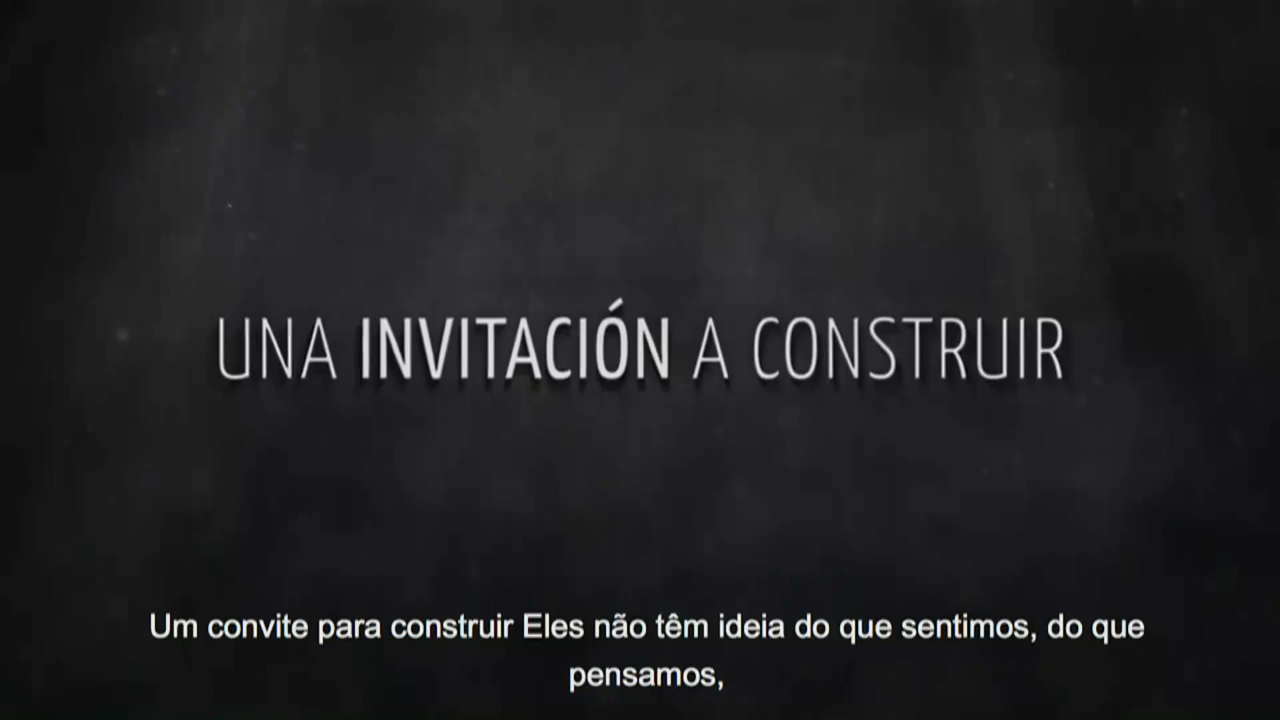 UNA INVITACIÓN A CONSTRUIR
Um convite para construir Eles não têm ideia do que sentimos, do que
pensamos,